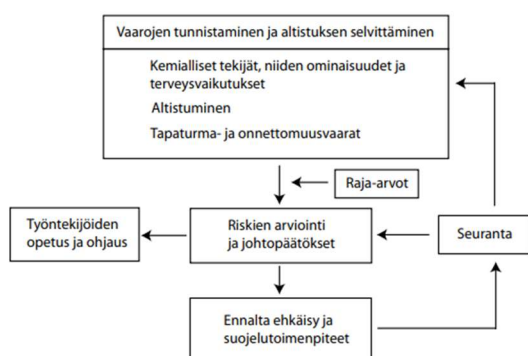 Vaarojen tunnistaminen ja altistuksen selvittäminen
Kemialliset tekijät, niiden ominaisuudet ja
terveysvaikutukset
Altistuminen
Tapaturma- ja onnettomuusvaarat
Raja-arvot
Työntekijöiden
opetus ja ohjaus
Riskien arviointi
ja johtopäätökset
Seuranta
Ennalta ehkäisy ja
suojelutoimenpiteet